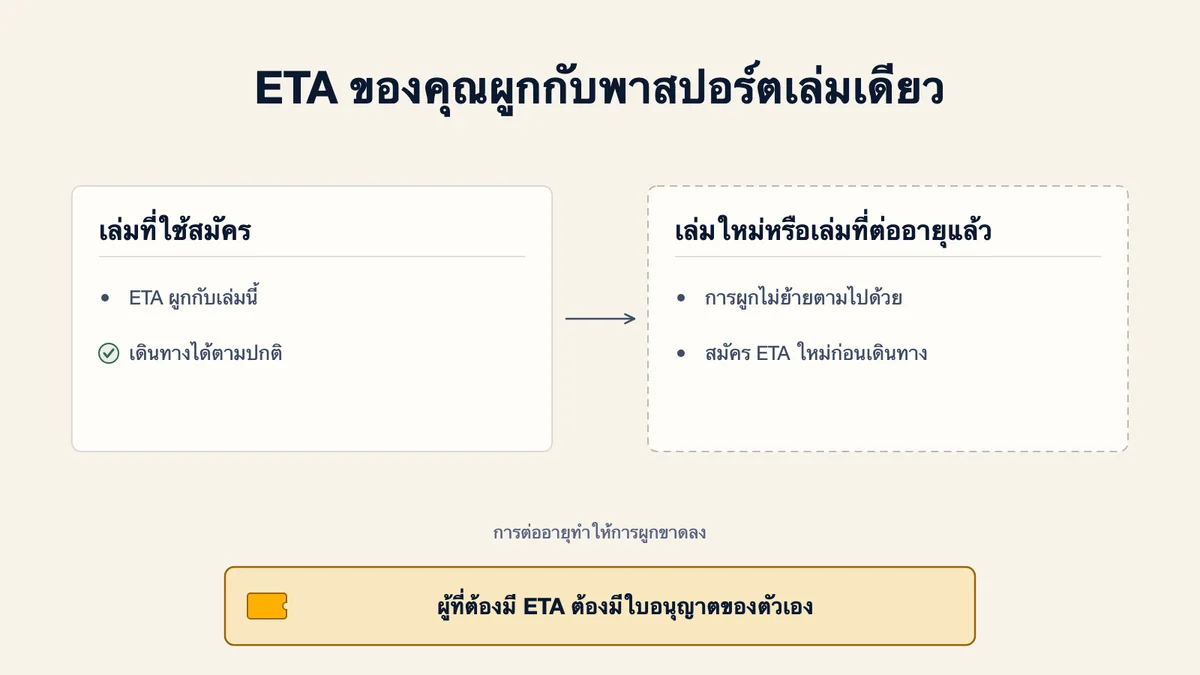 ETA ของคุณผูกกับพาสปอร์ตเล่มเดียว
เล่มที่ใช้สมัคร
ETA ผูกกับเล่มนี้
เดินทางได้ตามปกติ
เล่มใหม่หรือเล่มที่ต่ออายุแล้ว
การผูกไม่ย้ายตามไปด้วย
สมัคร ETA ใหม่ก่อนเดินทาง
การต่ออายุทำให้การผูกขาดลง
ผู้ที่ต้องมี ETA ต้องมีใบอนุญาตของตัวเอง